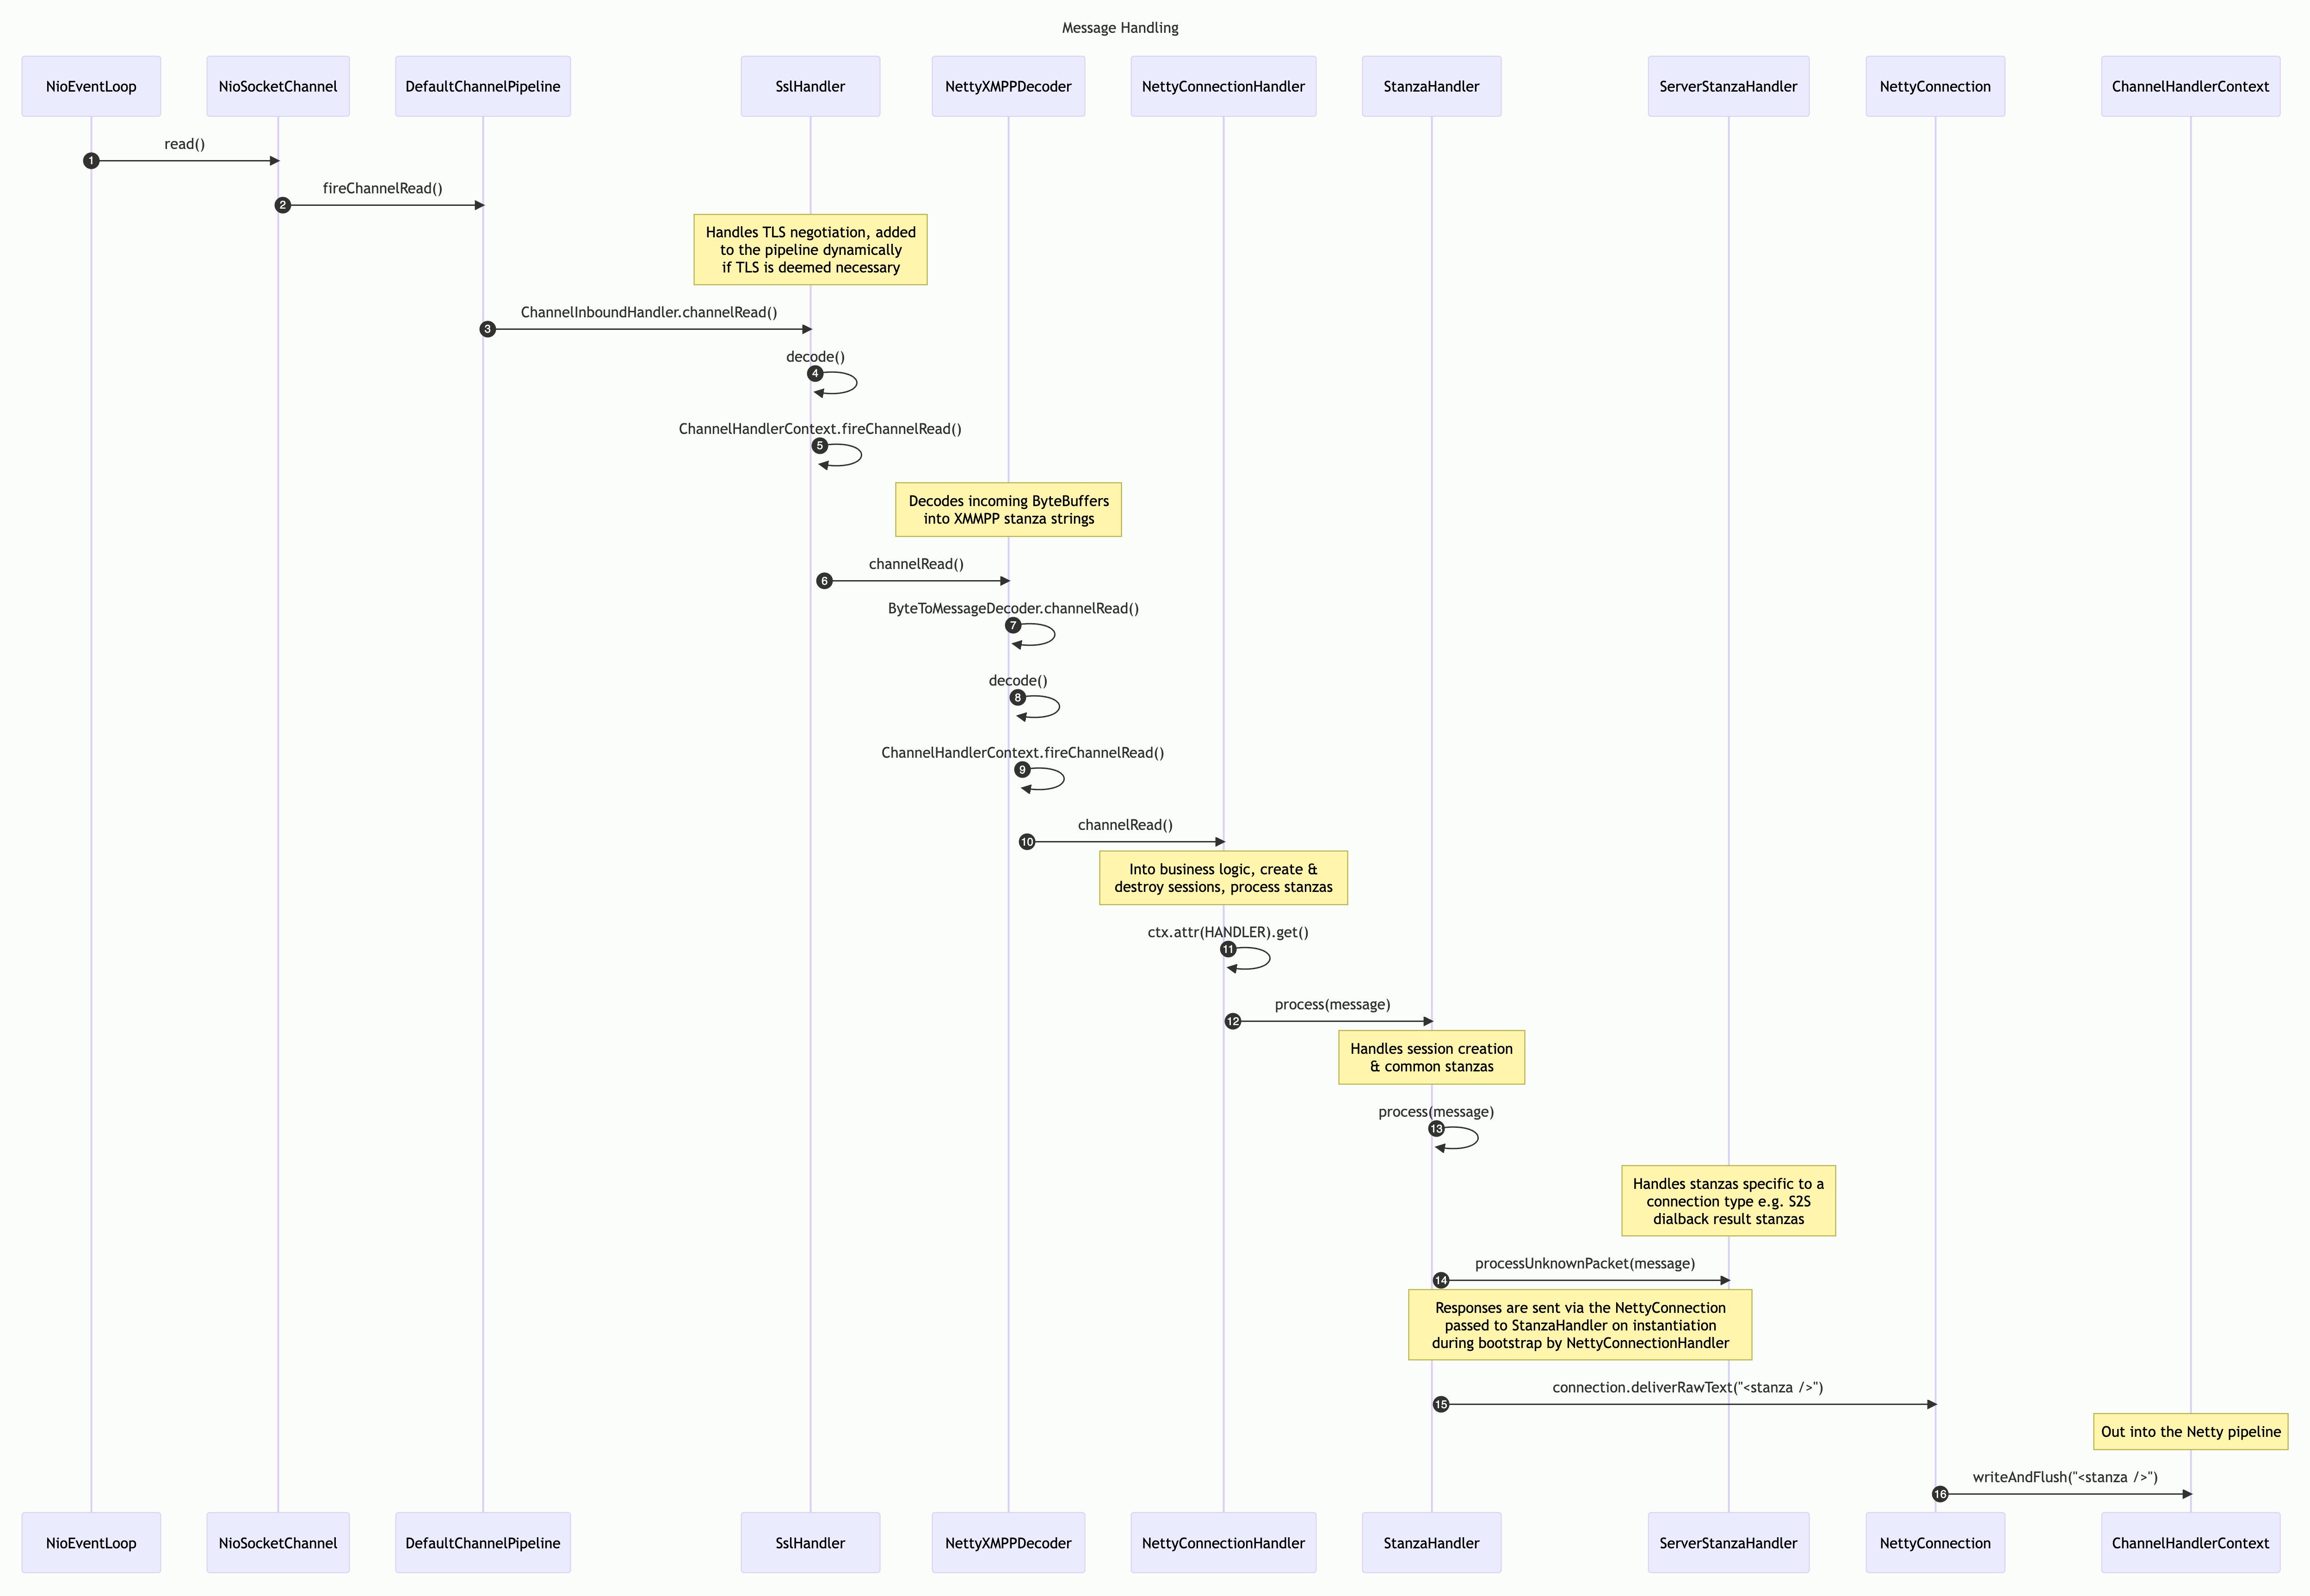 Message Handling
NioEventLoop
NioSocketChannel
DefaultChannelPipeline
SslHandler
NettyXMPPDecoder
NettyConnectionHandler
StanzaHandler
ServerStanzaHandler
NettyConnection
ChannelHandlerContext
read()
1
fireChannelRead()
2
Handles TLS negotiation, added
to the pipeline dynamically
if TLS is deemed necessary
ChannelInboundHandler.channelRead()
3
decode()
4
ChannelHandlerContext.fireChannelRead()
5
Decodes incoming ByteBuffers
into XMMPP stanza strings
channelRead()
6
ByteToMessageDecoder.channelRead()
7
decode()
8
ChannelHandlerContext.fireChannelRead()
9
channelRead()
10
Into business logic, create &
destroy sessions, process stanzas
ctx.attr(HANDLER).get()
11
process(message)
12
Handles session creation
& common stanzas
process(message)
13
Handles stanzas specific to a
connection type e.g. S2S
dialback result stanzas
processUnknownPacket(message)
14
Responses are sent via the NettyConnection
passed to StanzaHandler on instantiation
during bootstrap by NettyConnectionHandler
connection.deliverRawText("<stanza />")
15
Out into the Netty pipeline
writeAndFlush("<stanza />")
16
NioEventLoop
NioSocketChannel
DefaultChannelPipeline
SslHandler
NettyXMPPDecoder
NettyConnectionHandler
StanzaHandler
ServerStanzaHandler
NettyConnection
ChannelHandlerContext